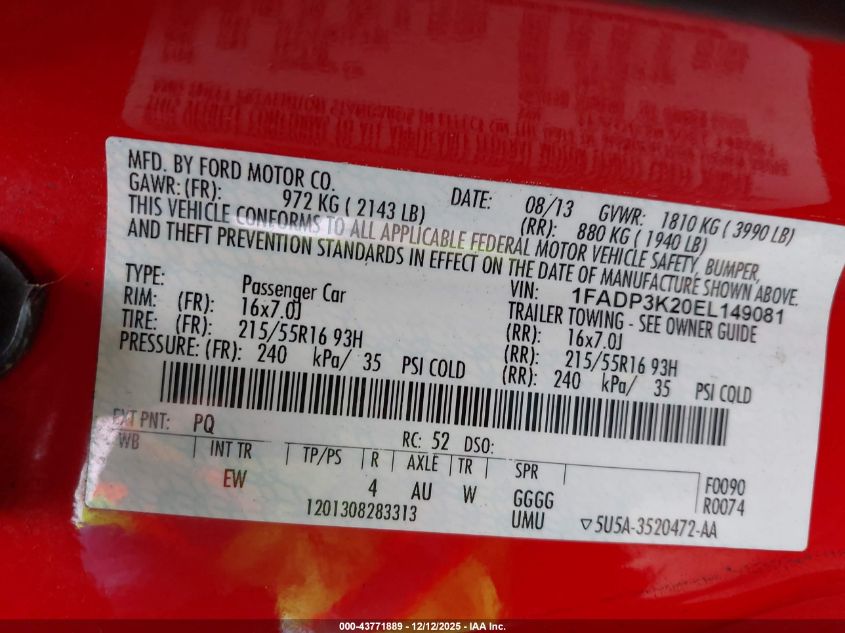 MFD. BY FORD MOTOR CO. DATE: 08/13 GVWR: 1810 KG ( 3990 LB)
GAWR: (FR): 972 KG ( 2143 LB) (RR): 880 KG ( 1940 LB)
THIS VEHICLE CONFORMS TO ALL APPLICABLE FEDERAL MOTOR VEHICLE SAFETY, BUMPER,
AND THEFT PREVENTION STANDARDS IN EFFECT ON THE DATE OF MANUFACTURE SHOWN ABOVE.
VIN: 1FADP3K20EL149081
TYPE: Passenger Car TRAILER TOWING - SEE OWNER GUIDE
RIM: (FR): 16x7.0J (RR): 16x7.0J
TIRE: (FR): 215/55R16 93H (RR): 215/55R16 93H
PRESSURE: (FR): 240 kPa/ 35 PSI COLD (RR): 240 kPa/ 35 PSI COLD
EXT PNT: PQ RC: 52 DSO:
WB INT TR TP/PS R AXLE TR SPR F0090
EW 4 AU W GGGG R0074
1201308283313 UMU ▽5U5A-3520472-AA
000-43771889 - 12/12/2025 - IAA Inc.